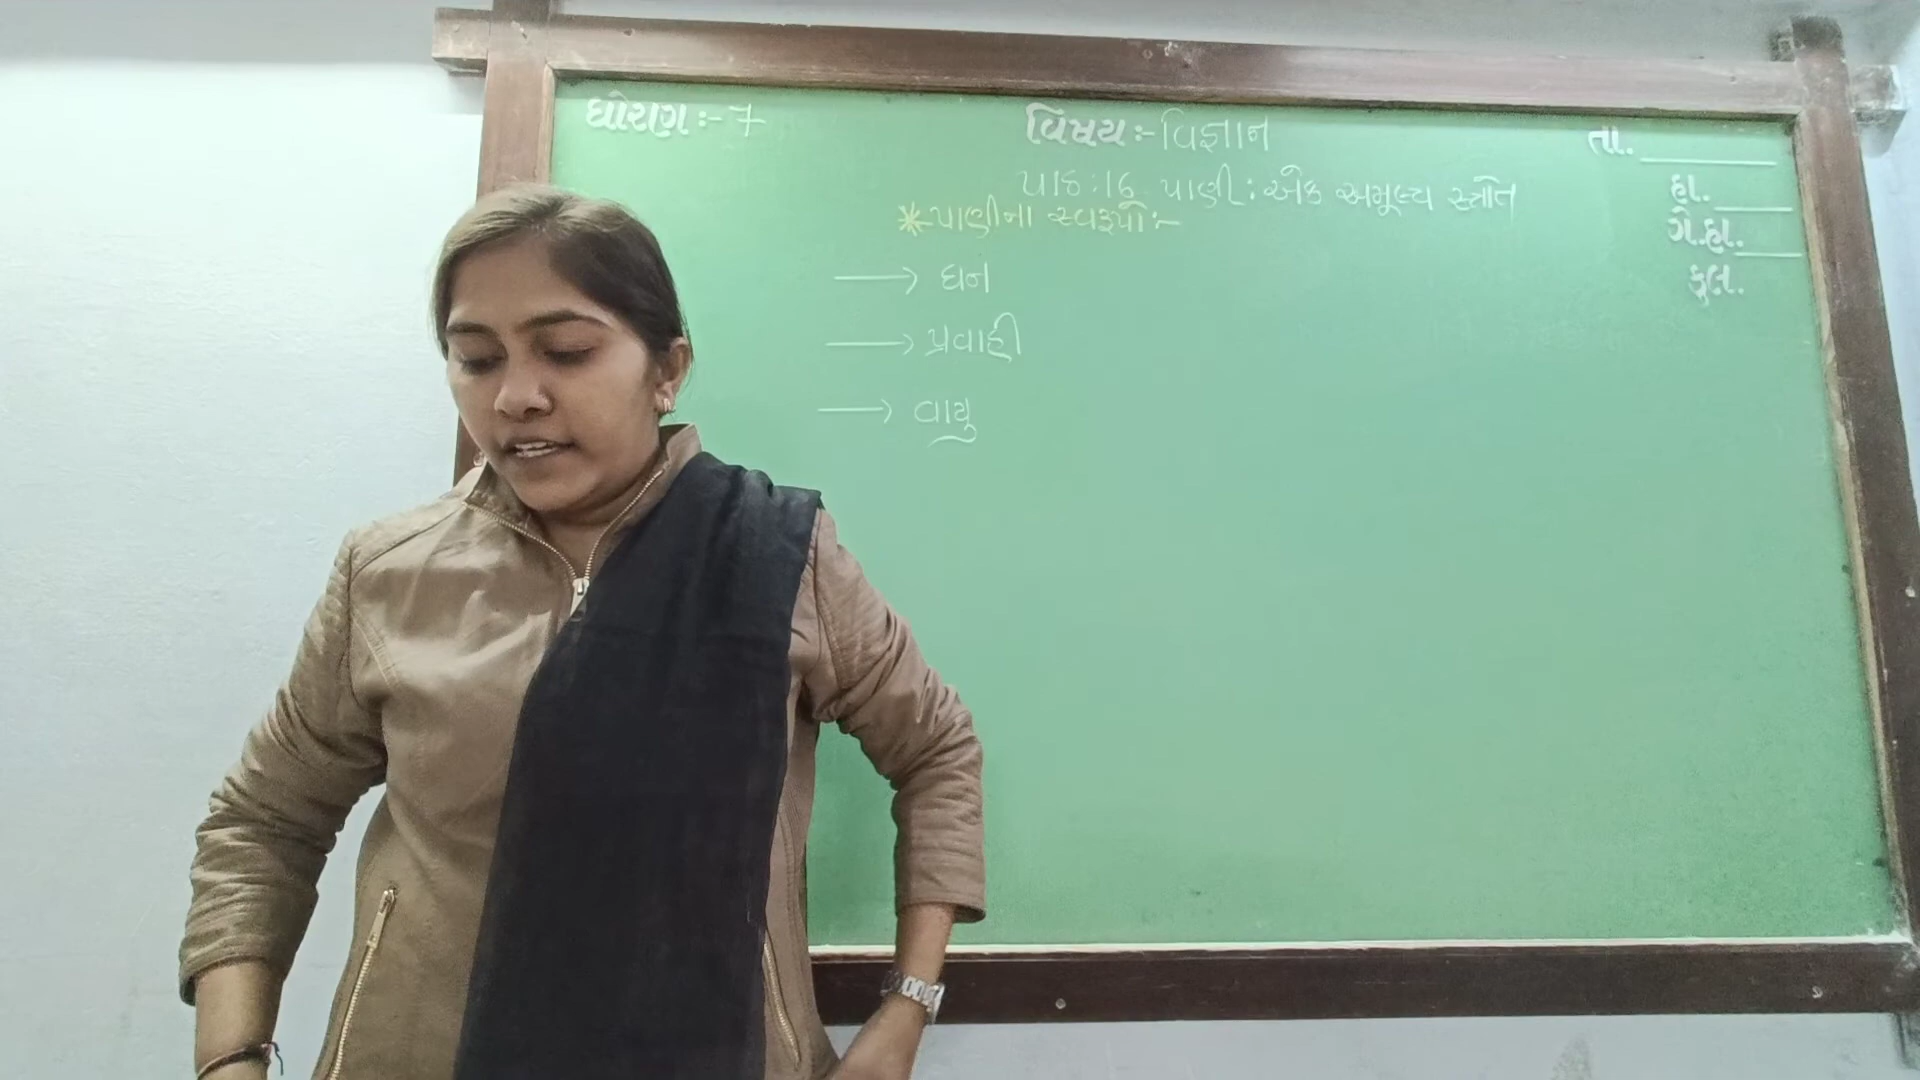 ધોરણ :- 7
વિષય :- વિજ્ઞાન
તા.
પાઠ : 16 પાણી : એક અમૂલ્ય સ્ત્રોત
હા.
ગે.હા.
કુલ.
* પાણીના સ્વરૂપો :-
→ ઘન
→ પ્રવાહી
→ વાયુ